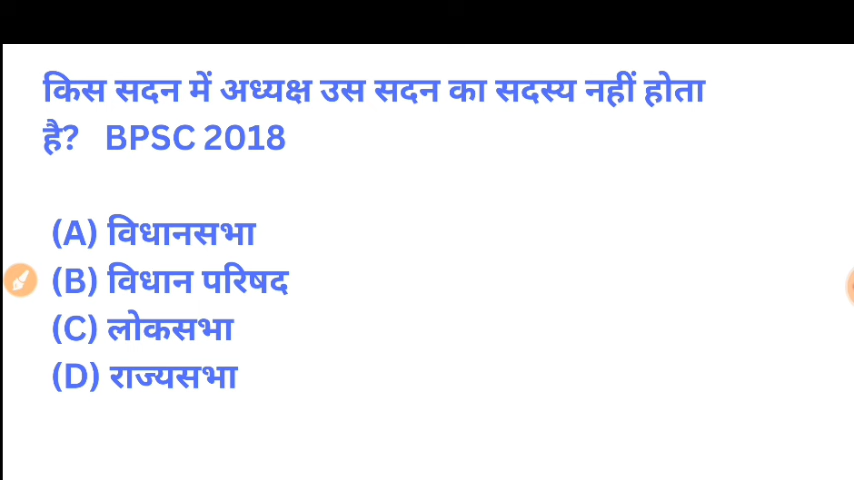 किस सदन में अध्यक्ष उस सदन का सदस्य नहीं होता
है? BPSC 2018
(A) विधानसभा
(B) विधान परिषद
(C) लोकसभा
(D) राज्यसभा